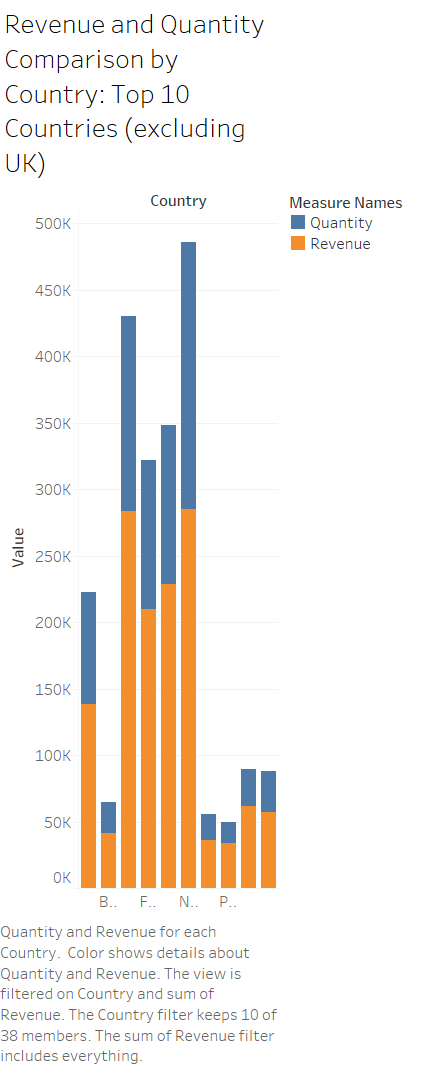 Revenue and Quantity
Comparison by
Country: Top 10
Countries (excluding
UK)
Country
Measure Names
Quantity
Revenue
500K
450K
400K
350K
300K
250K
200K
150K
100K
50K
0K
Value
B..
F..
N..
P..
Quantity and Revenue for each
Country. Color shows details about
Quantity and Revenue. The view is
filtered on Country and sum of
Revenue. The Country filter keeps 10 of
38 members. The sum of Revenue filter
includes everything.